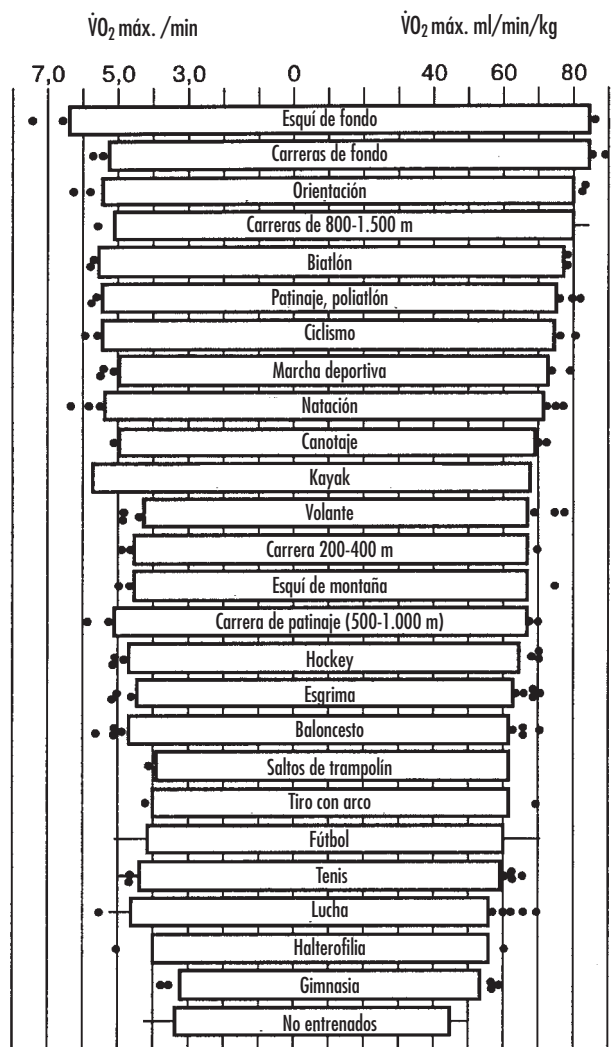 V̇O₂ máx. /min V̇O₂ máx. ml/min/kg
7,0 5,0 3,0 0 40 60 80
Esquí de fondo
Carreras de fondo
Orientación
Carreras de 800-1.500 m
Biatlón
Patinaje, poliatlón
Ciclismo
Marcha deportiva
Natación
Canotaje
Kayak
Volante
Carrera 200-400 m
Esquí de montaña
Carrera de patinaje (500-1.000 m)
Hockey
Esgrima
Baloncesto
Saltos de trampolín
Tiro con arco
Fútbol
Tenis
Lucha
Halterofilia
Gimnasia
No entrenados